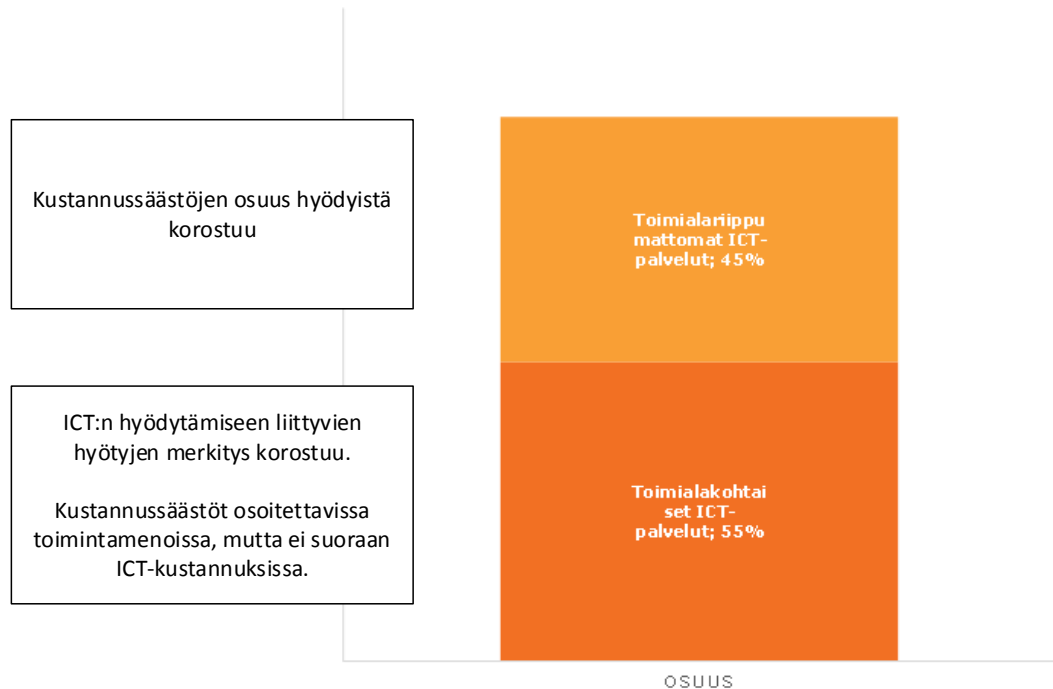 Kustannussäästöjen osuus hyödyistä
korostuu
Toimialariippu
mattomat ICT-
palvelut; 45%
ICT:n hyödytämiseen liittyvien
hyötyjen merkitys korostuu.
Kustannussäästöt osoitettavissa
toimintamenoissa, mutta ei suoraan
ICT-kustannuksissa.
Toimialakohtai
set ICT-
palvelut; 55%
OSUUS